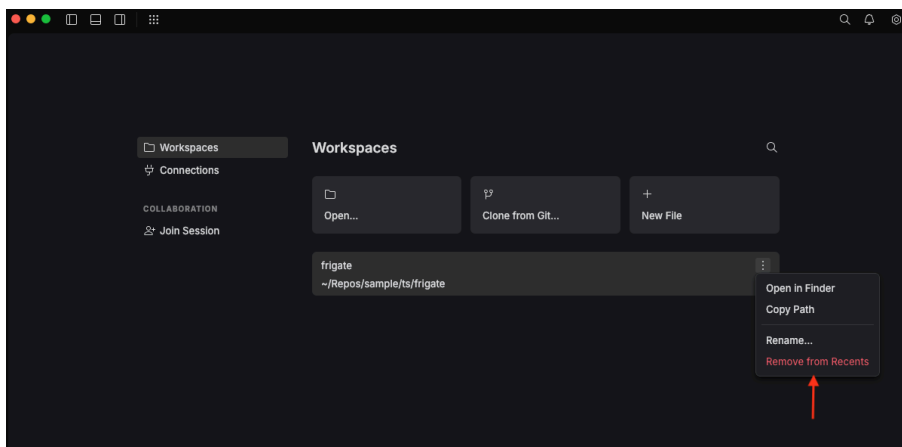 Workspaces
Connections
COLLABORATION
Join Session
Workspaces
Open...
Clone from Git...
New File
frigate
~/Repos/sample/ts/frigate
Open in Finder
Copy Path
Rename...
Remove from Recents